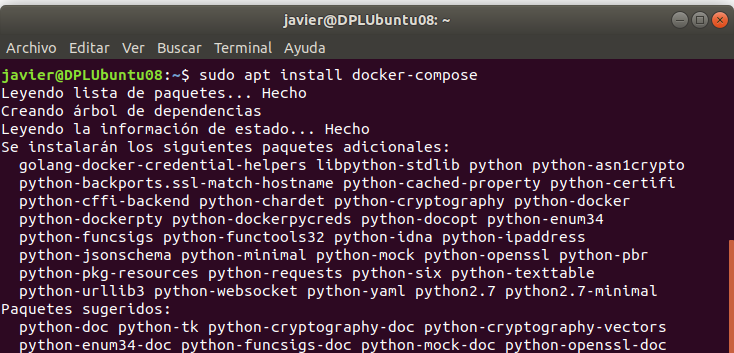 javier@DPLUbuntu08: ~
Archivo Editar Ver Buscar Terminal Ayuda
javier@DPLUbuntu08:~$ sudo apt install docker-compose
Leyendo lista de paquetes... Hecho
Creando árbol de dependencias
Leyendo la información de estado... Hecho
Se instalarán los siguientes paquetes adicionales:
  golang-docker-credential-helpers libpython-stdlib python python-asn1crypto
  python-backports.ssl-match-hostname python-cached-property python-certifi
  python-cffi-backend python-chardet python-cryptography python-docker
  python-dockerpty python-dockerpycreds python-docopt python-enum34
  python-funcsigs python-functools32 python-idna python-ipaddress
  python-jsonschema python-minimal python-mock python-openssl python-pbr
  python-pkg-resources python-requests python-six python-texttable
  python-urllib3 python-websocket python-yaml python2.7 python2.7-minimal
Paquetes sugeridos:
  python-doc python-tk python-cryptography-doc python-cryptography-vectors
  python-enum34-doc python-funcsigs-doc python-mock-doc python-openssl-doc